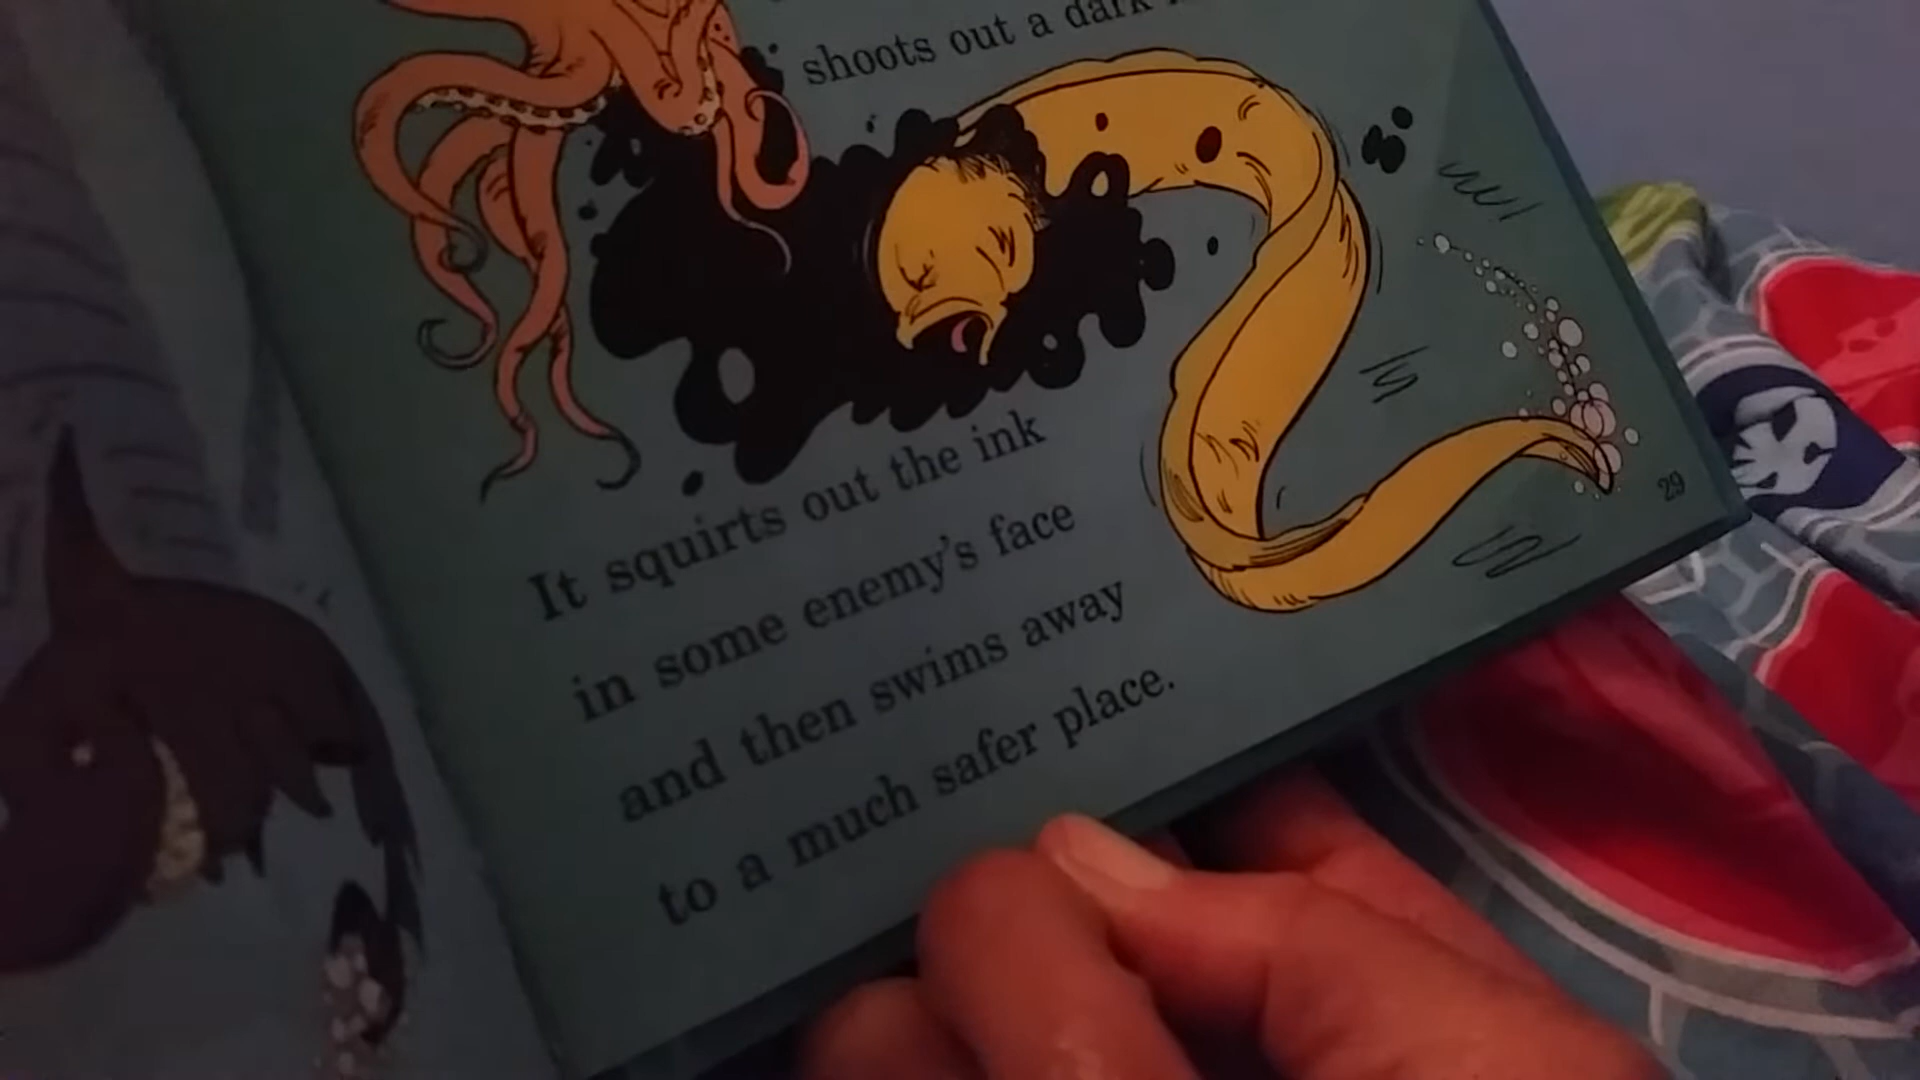 shoots out a dark
It squirts out the ink
in some enemy's face
and then swims away
to a much safer place.
29